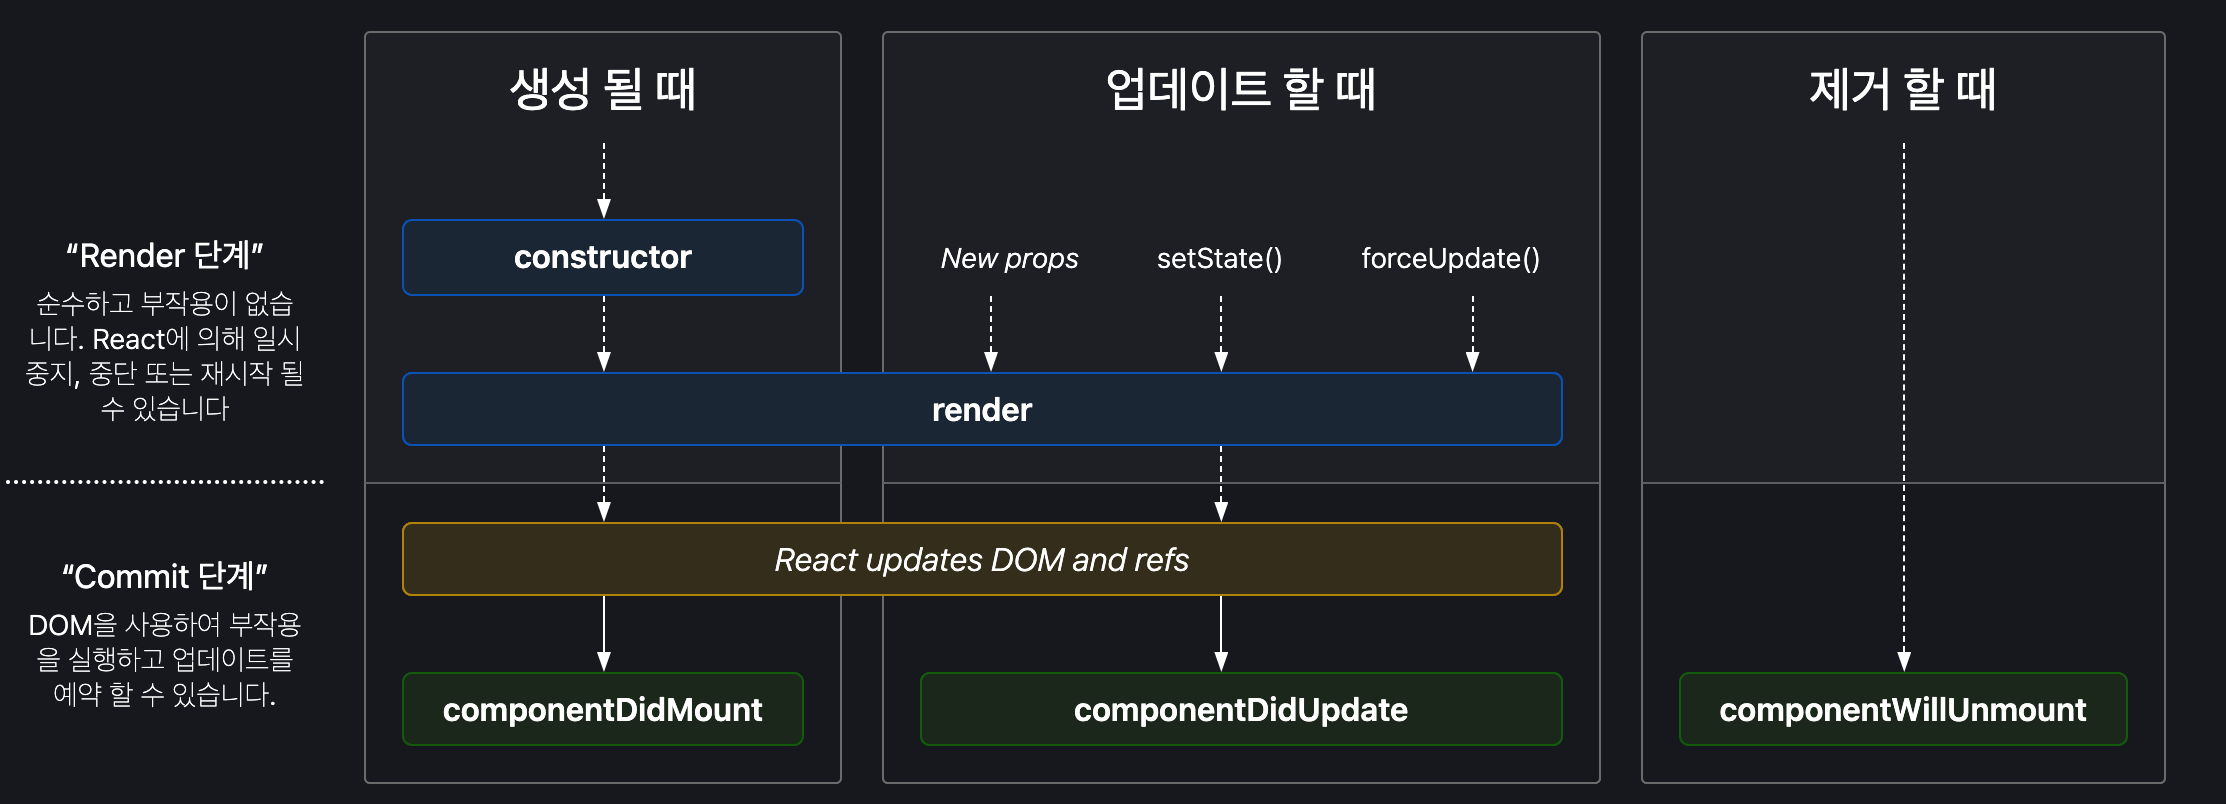 생성 될 때
업데이트 할 때
제거 할 때
“Render 단계”
순수하고 부작용이 없습
니다. React에 의해 일시
중지, 중단 또는 재시작 될
수 있습니다
constructor
New props
setState()
forceUpdate()
render
“Commit 단계”
DOM을 사용하여 부작용
을 실행하고 업데이트를
예약 할 수 있습니다.
React updates DOM and refs
componentDidMount
componentDidUpdate
componentWillUnmount